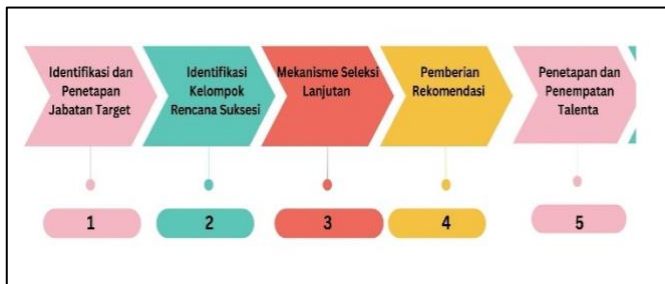 Identifikasi dan
Penetapan
Jabatan Target
Identifikasi
Kelompok
Rencana Suksesi
Mekanisme Seleksi
Lanjutan
Pemberian
Rekomendasi
Penetapan dan
Penempatan
Talenta
1
2
3
4
5